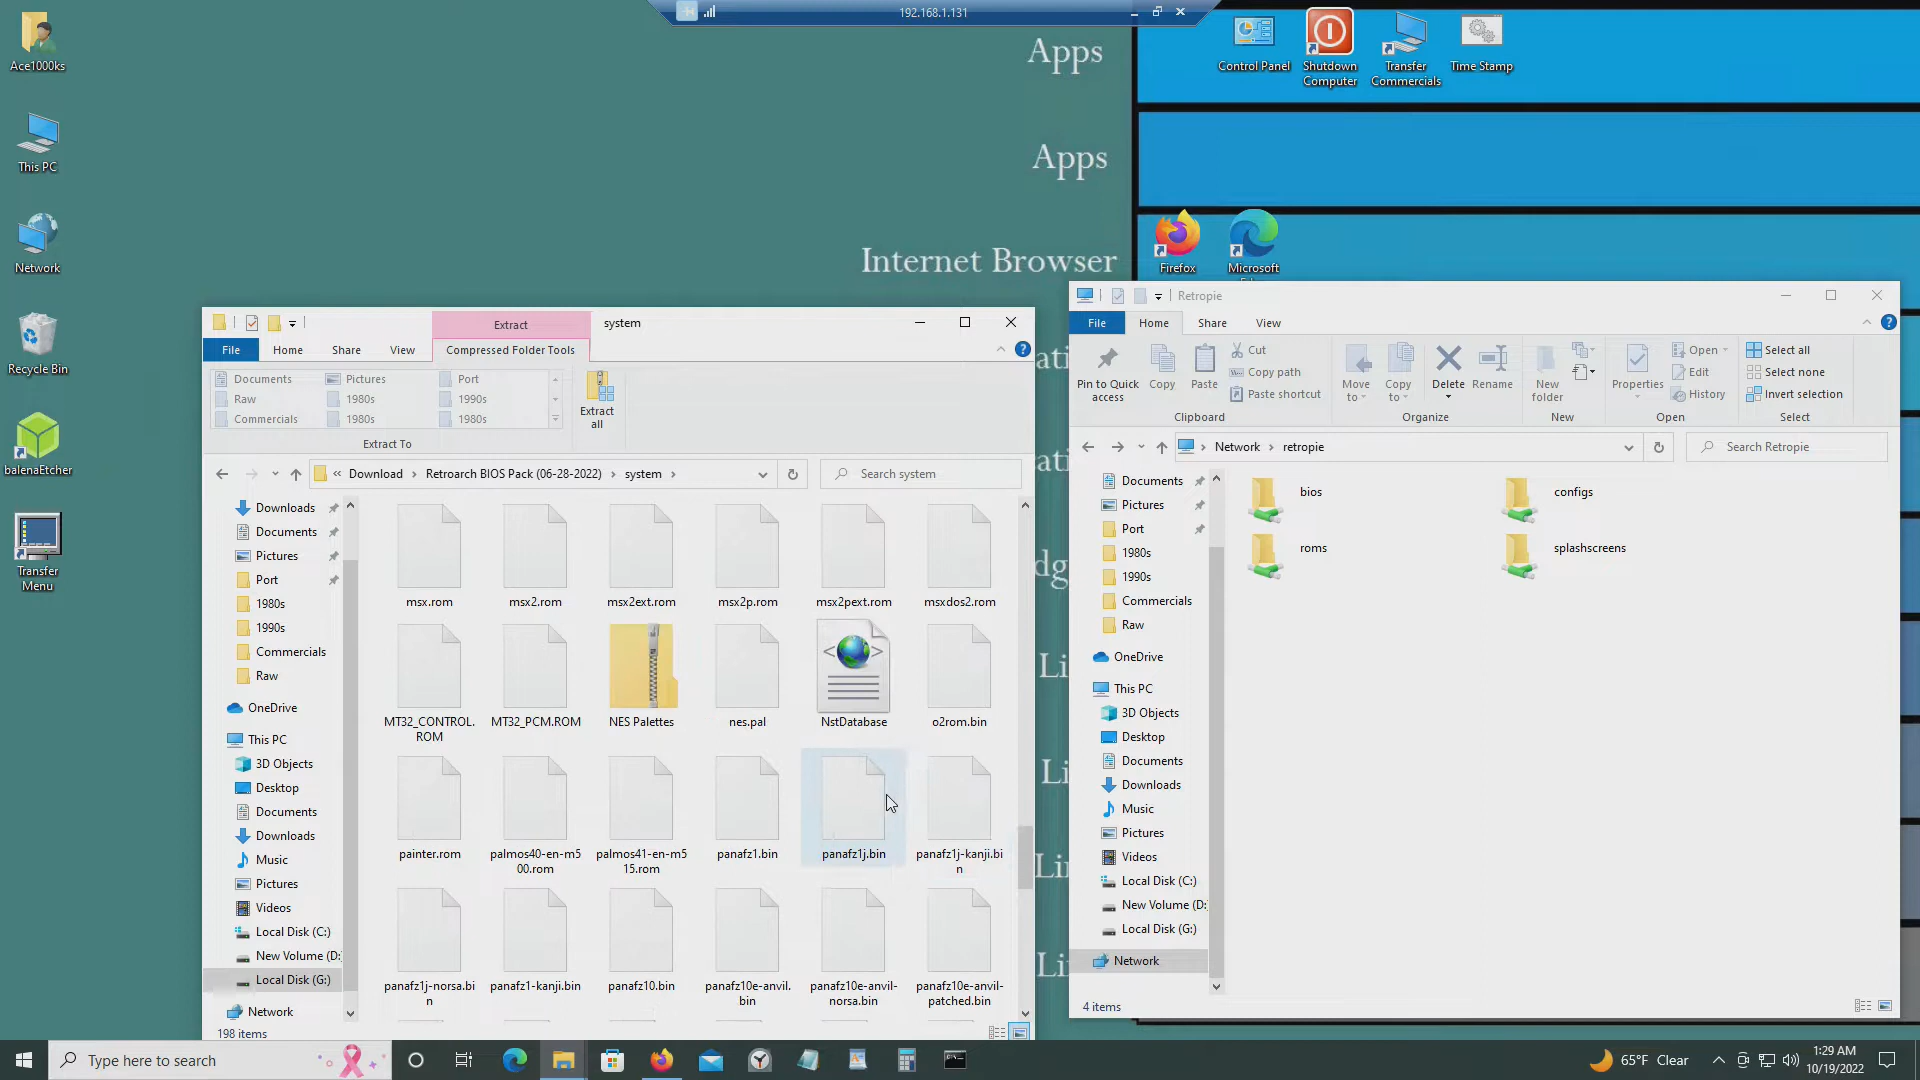 192.168.1.131
Ace1000ks
This PC
Network
Recycle Bin
balenaEtcher
Transfer
Menu
Apps
Apps
Internet Browser
Control Panel
Shutdown
Computer
Transfer
Commercials
Time Stamp
Firefox
Microsoft
Extract
system
File
Home
Share
View
Compressed Folder Tools
Documents
Pictures
Port
Raw
1980s
1990s
Commercials
1980s
1980s
Extract
all
Extract To
Download
Retroarch BIOS Pack (06-28-2022)
system
Search system
Downloads
Documents
Pictures
Port
1980s
1990s
Commercials
Raw
OneDrive
This PC
3D Objects
Desktop
Documents
Downloads
Music
Pictures
Videos
Local Disk (C:)
New Volume (D:
Local Disk (G:)
Network
198 items
msx.rom
msx2.rom
msx2ext.rom
msx2p.rom
msx2pext.rom
msxdos2.rom
MT32_CONTROL.
ROM
MT32_PCM.ROM
NES Palettes
nes.pal
NstDatabase
o2rom.bin
painter.rom
palmos40-en-m5
00.rom
palmos41-en-m5
15.rom
panafz1.bin
panafz1j.bin
panafz1j-kanji.bi
n
panafz1j-norsa.bi
n
panafz1-kanji.bin
panafz10.bin
panafz10e-anvil.
bin
panafz10e-anvil-
norsa.bin
panafz10e-anvil-
patched.bin
Retropie
File
Home
Share
View
Pin to Quick
access
Copy
Paste
Cut
Copy path
Paste shortcut
Clipboard
Move
to
Copy
to
Delete
Rename
Organize
New
folder
New
Properties
Open
Edit
History
Open
Select all
Select none
Invert selection
Select
Network
retropie
Search Retropie
Documents
Pictures
Port
1980s
1990s
Commercials
Raw
OneDrive
This PC
3D Objects
Desktop
Documents
Downloads
Music
Pictures
Videos
Local Disk (C:)
New Volume (D:
Local Disk (G:)
Network
bios
configs
roms
splashscreens
4 items
Type here to search
65°F Clear
1:29 AM
10/19/2022